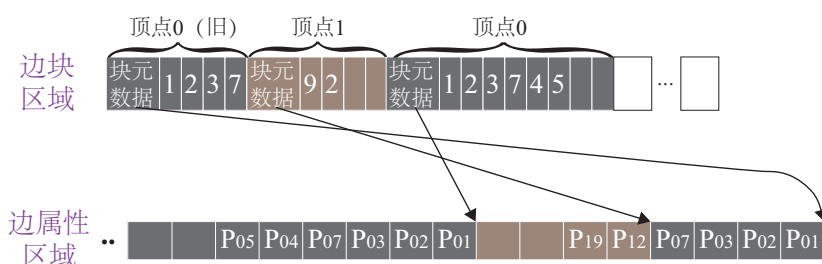 顶点0（旧） 顶点1 顶点0
边块
区域
块元
数据 1 2 3 7 块元
数据 9 2 块元
数据 1 2 3 7 4 5 ...
边属性
区域 ..
P05 P04 P07 P03 P02 P01 P19 P12 P07 P03 P02 P01